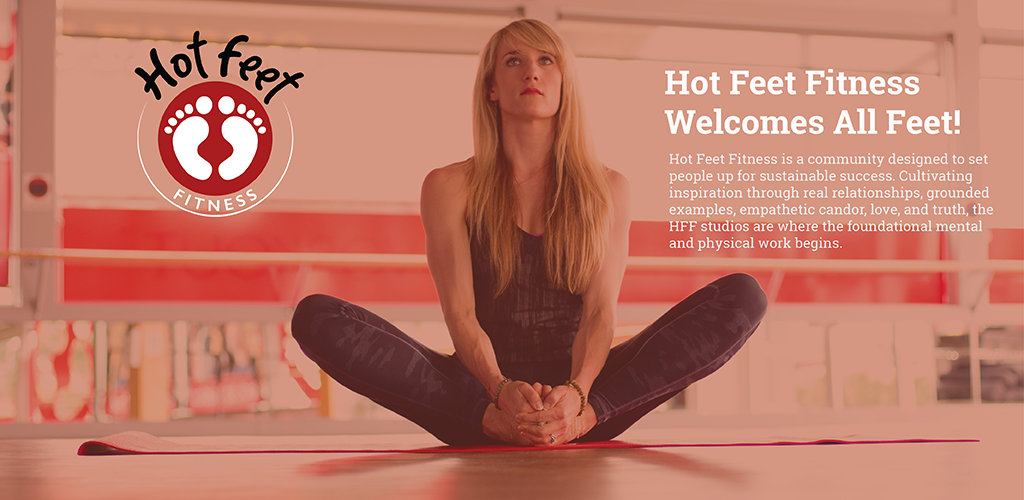 Hot Feet
FITNESS
Hot Feet Fitness
Welcomes All Feet!
Hot Feet Fitness is a community designed to set
people up for sustainable success. Cultivating
inspiration through real relationships, grounded
examples, empathetic candor, love, and truth, the
HFF studios are where the foundational mental
and physical work begins.